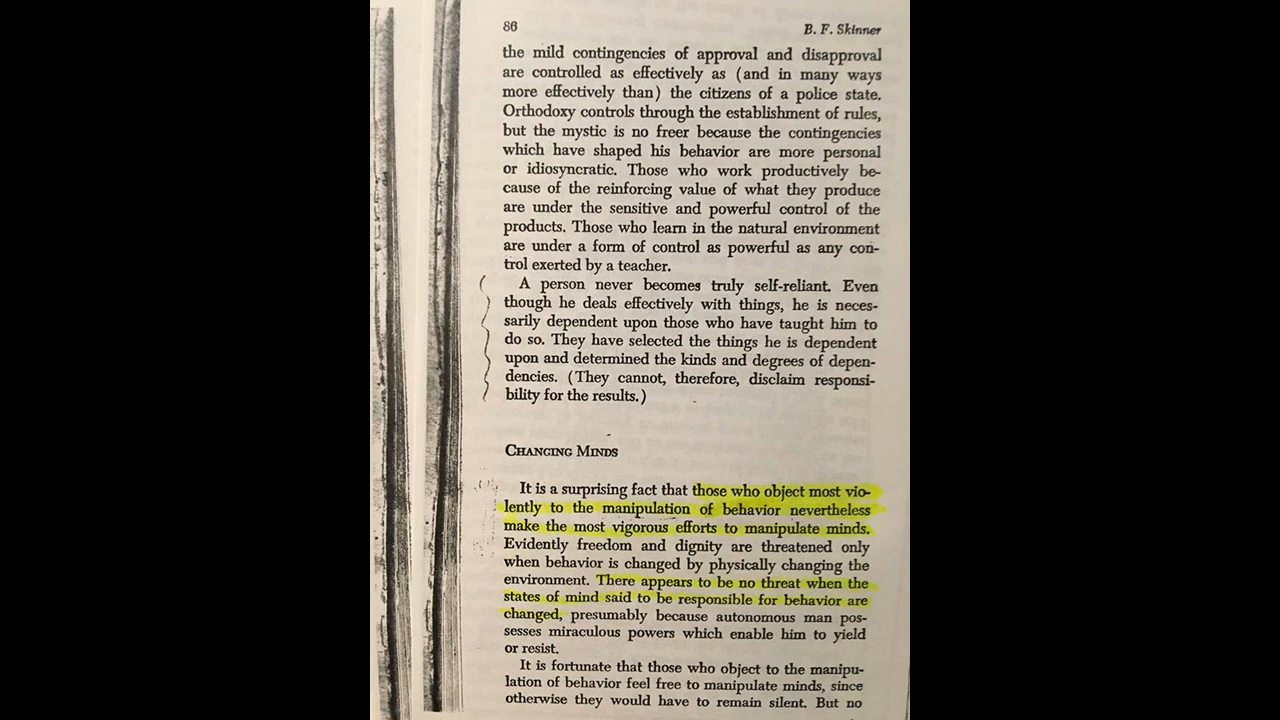 86
B. F. Skinner
the mild contingencies of approval and disapproval
are controlled as effectively as (and in many ways
more effectively than) the citizens of a police state.
Orthodoxy controls through the establishment of rules,
but the mystic is no freer because the contingencies
which have shaped his behavior are more personal
or idiosyncratic. Those who work productively be-
cause of the reinforcing value of what they produce
are under the sensitive and powerful control of the
products. Those who learn in the natural environment
are under a form of control as powerful as any con-
trol exerted by a teacher.
A person never becomes truly self-reliant. Even
though he deals effectively with things, he is neces-
sarily dependent upon those who have taught him to
do so. They have selected the things he is dependent
upon and determined the kinds and degrees of depen-
dencies. (They cannot, therefore, disclaim responsi-
bility for the results.)
CHANGING MINDS
It is a surprising fact that those who object most vio-
lently to the manipulation of behavior nevertheless
make the most vigorous efforts to manipulate minds.
Evidently freedom and dignity are threatened only
when behavior is changed by physically changing the
environment. There appears to be no threat when the
states of mind said to be responsible for behavior are
changed, presumably because autonomous man pos-
sesses miraculous powers which enable him to yield
or resist.
It is fortunate that those who object to the manipu-
lation of behavior feel free to manipulate minds, since
otherwise they would have to remain silent. But no